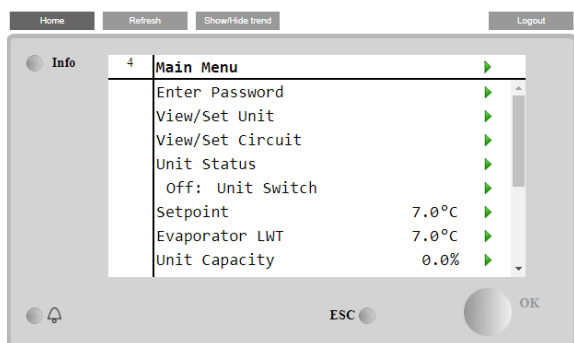 Home Refresh Show/Hide trend Logout
Info
4 Main Menu
Enter Password
View/Set Unit
View/Set Circuit
Unit Status
Off: Unit Switch
Setpoint 7.0°C
Evaporator LWT 7.0°C
Unit Capacity 0.0%
ESC OK